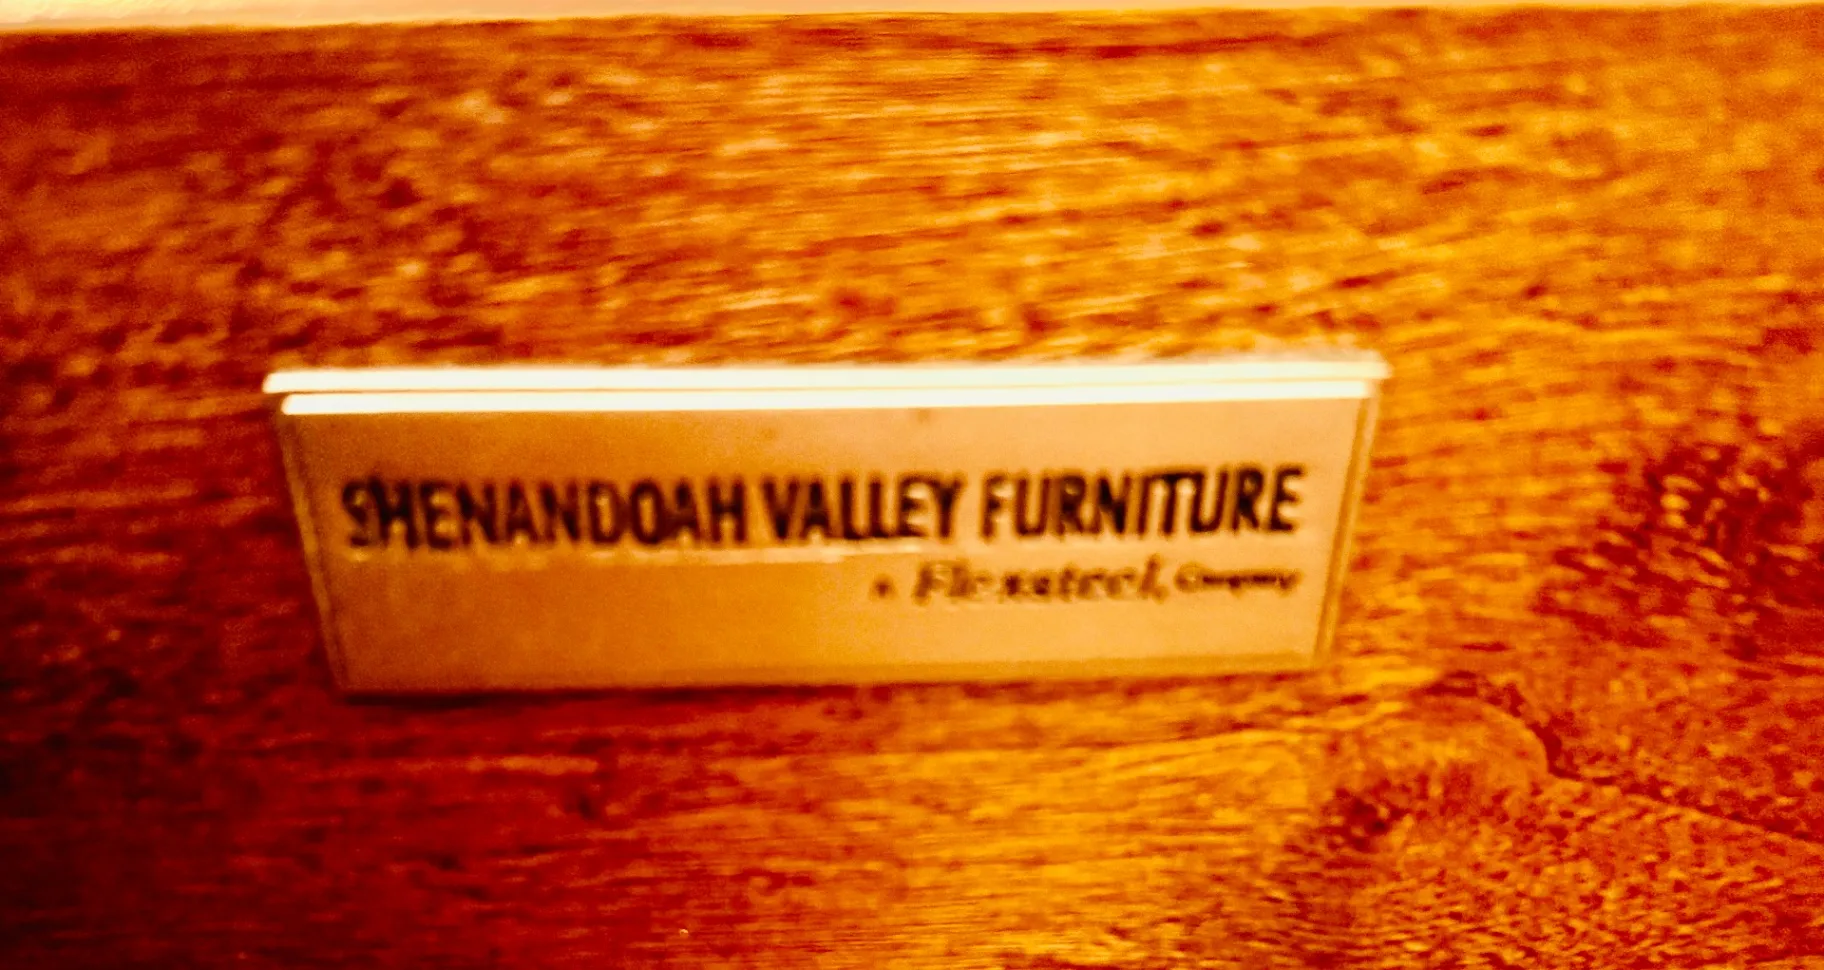 SHENANDOAH VALLEY FURNITURE
a Flexsteel, Company